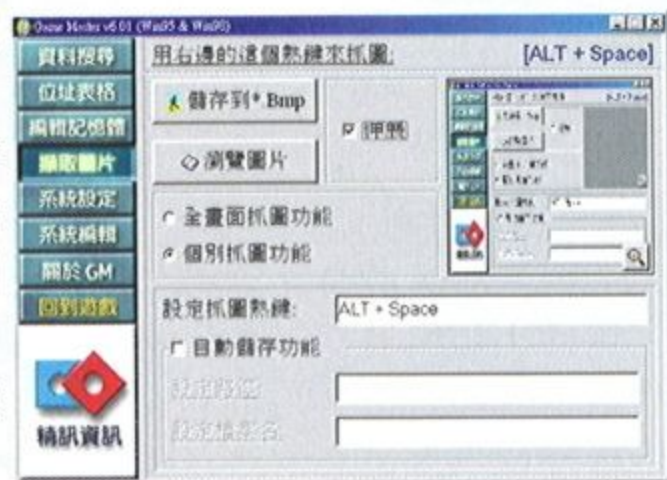 Game Master v6.01 (Win95 & Win98)
資料搜尋
位址表格
編輯記憶體
擷取圖片
系統設定
系統編輯
關於 GM
回到遊戲
精訊資訊
用右邊的這個熱鍵來抓圖:
[ALT + Space]
儲存到*.Bmp
瀏覽圖片
全畫面抓圖功能
個別抓圖功能
設定抓圖熱鍵:
ALT + Space
自動儲存功能